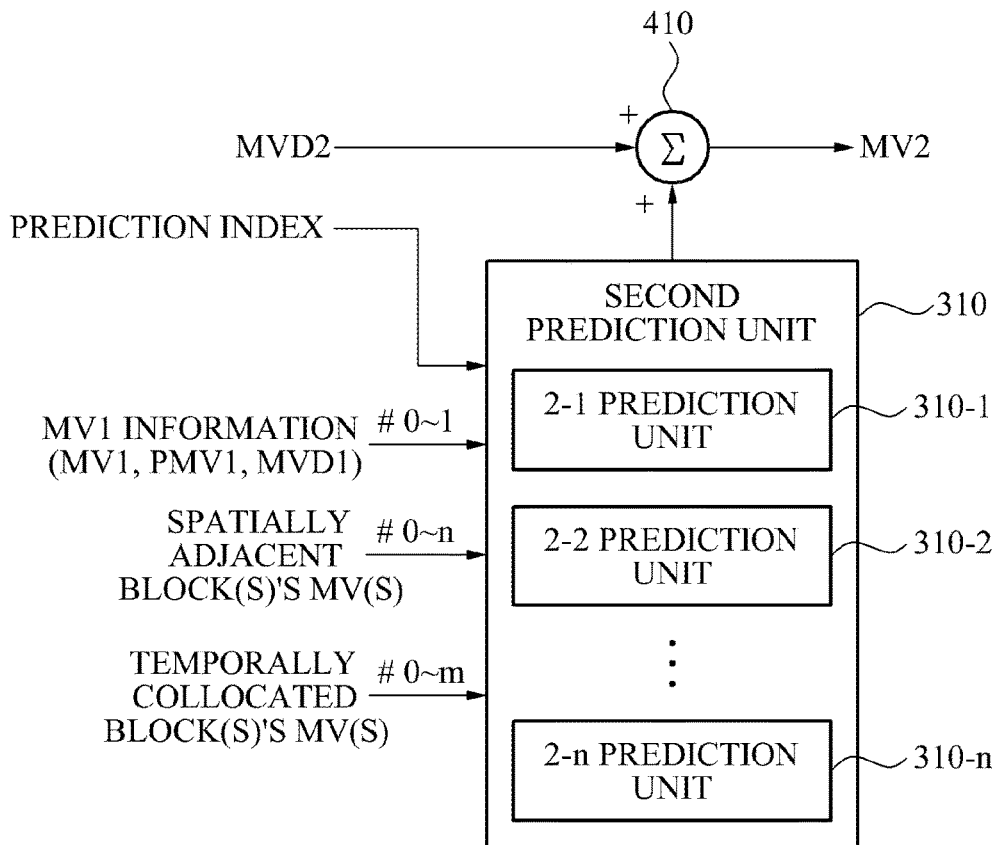 410
+
MVD2
Σ
MV2
+
PREDICTION INDEX
SECOND
PREDICTION UNIT
310
2-1 PREDICTION
UNIT
310-1
MV1 INFORMATION
(MV1, PMV1, MVD1)
# 0~1
SPATIALLY
ADJACENT
BLOCK(S)'S MV(S)
# 0~n
2-2 PREDICTION
UNIT
310-2
TEMPORALLY
COLLOCATED
BLOCK(S)'S MV(S)
# 0~m
2-n PREDICTION
UNIT
310-n